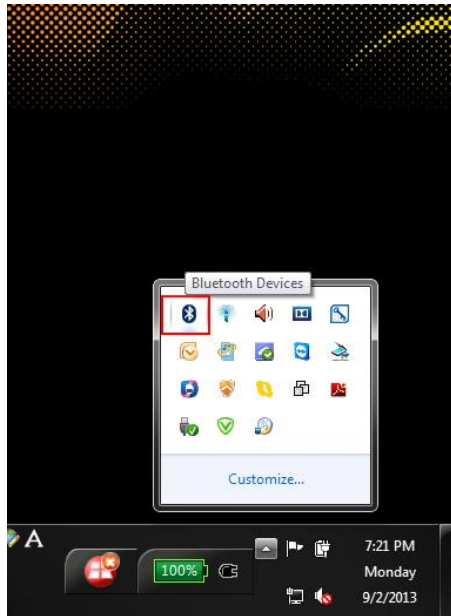 Bluetooth Devices
Customize...
A
100%
7:21 PM
Monday
9/2/2013